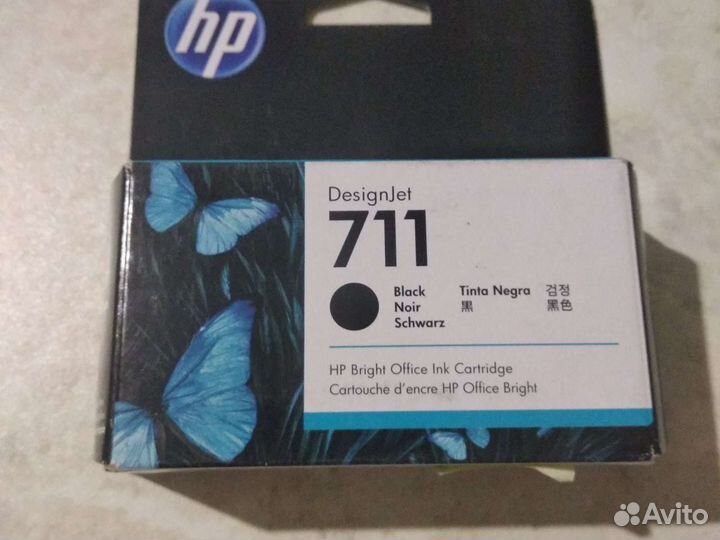 hp
DesignJet
711
Black Tinta Negra 검정
Noir 黒 黑色
Schwarz
HP Bright Office Ink Cartridge
Cartouche d'encre HP Office Bright
Avito